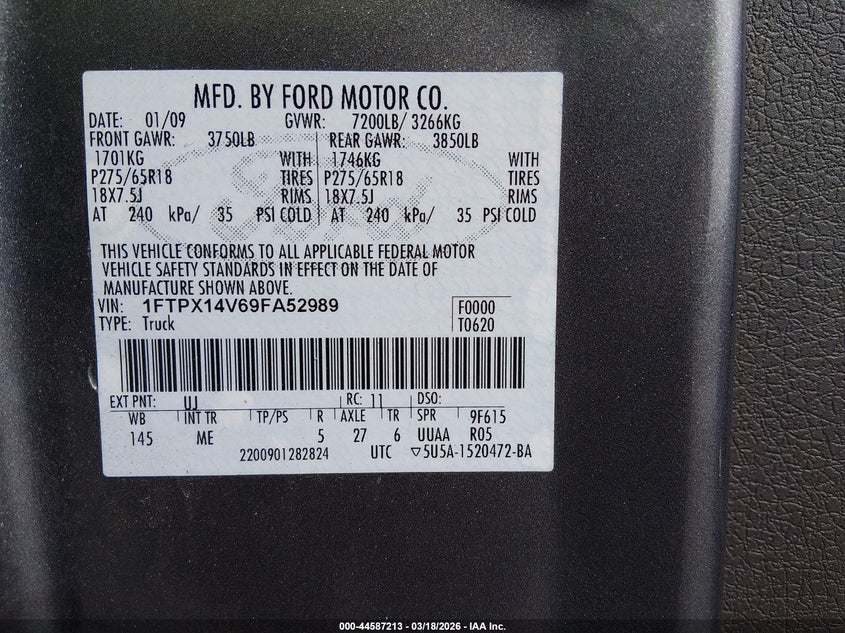 MFD. BY FORD MOTOR CO.
DATE: 01/09 GVWR: 7200LB/ 3266KG
FRONT GAWR: 3750LB REAR GAWR: 3850LB
1701KG WITH 1746KG WITH
P275/65R18 TIRES P275/65R18 TIRES
18X7.5J RIMS 18X7.5J RIMS
AT 240 kPa/ 35 PSI COLD AT 240 kPa/ 35 PSI COLD
THIS VEHICLE CONFORMS TO ALL APPLICABLE FEDERAL MOTOR
VEHICLE SAFETY STANDARDS IN EFFECT ON THE DATE OF
MANUFACTURE SHOWN ABOVE.
VIN: 1FTPX14V69FA52989 F0000
TYPE: Truck T0620
EXT PNT: UJ RC: 11 DSO:
WB INT TR TP/PS R AXLE TR SPR 9F615
145 ME 5 27 6 UUAA R05
2200901282824 UTC ▽5U5A-1520472-BA
Ford
000-44587213 - 03/18/2026 - IAA Inc.